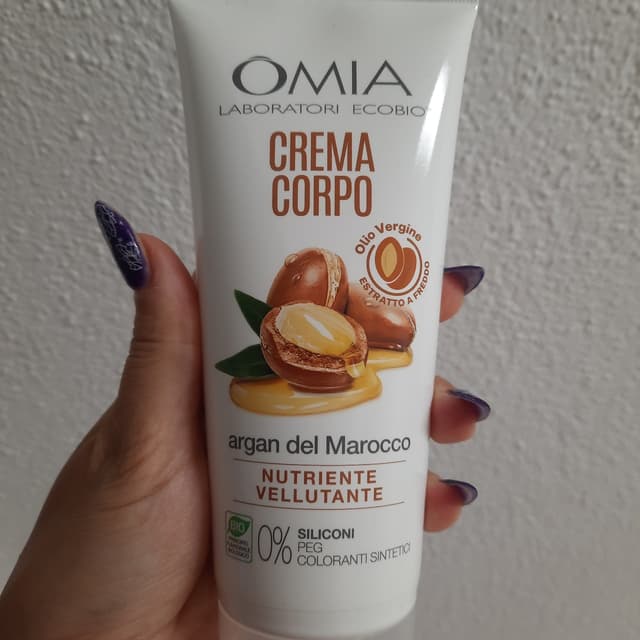 OMIA
LABORATORI ECOBIO
CREMA
CORPO
Olio Vergine
ESTRATTO A FREDDO
argan del Marocco
NUTRIENTE
VELLUTANTE
BIO
0% SILICONI
PEG
COLORANTI SINTETICI